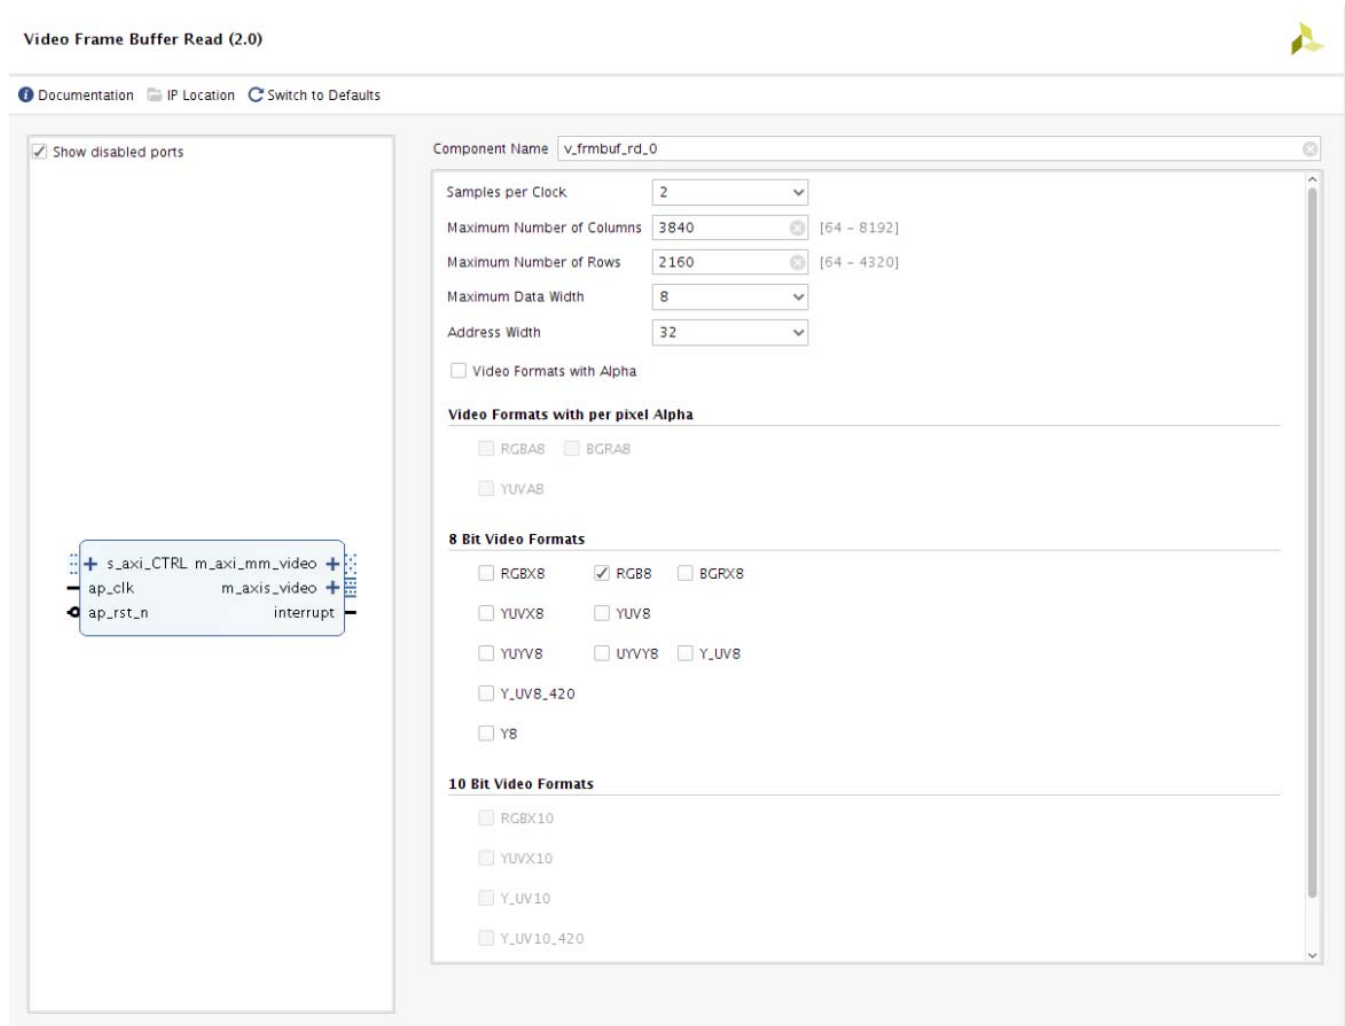 Video Frame Buffer Read (2.0)
Documentation IP Location Switch to Defaults
Show disabled ports
s_axi_CTRL m_axi_mm_video
ap_clk m_axis_video
ap_rst_n interrupt
Component Name v_frmbuf_rd_0
Samples per Clock 2
Maximum Number of Columns 3840 [64 - 8192]
Maximum Number of Rows 2160 [64 - 4320]
Maximum Data Width 8
Address Width 32
Video Formats with Alpha
Video Formats with per pixel Alpha
RGBA8 BGRA8
YUVA8
8 Bit Video Formats
RGBX8 RGB8 BGRX8
YUVX8 YUV8
YUYV8 UYVY8 Y_UV8
Y_UV8_420
Y8
10 Bit Video Formats
RGBX10
YUVX10
Y_UV10
Y_UV10_420